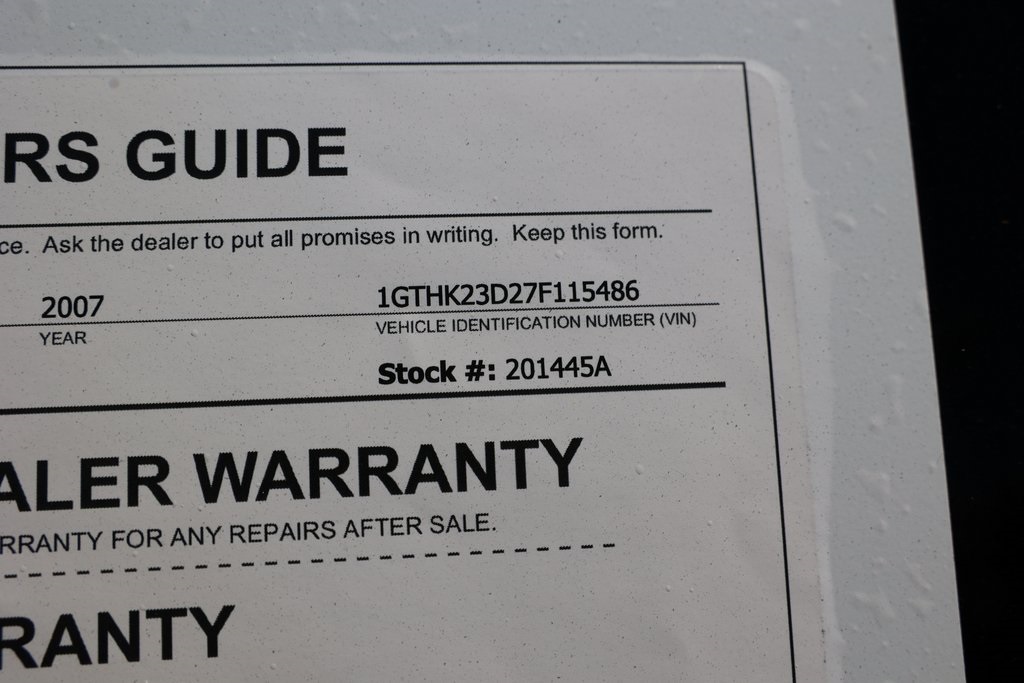 RS GUIDE
ce. Ask the dealer to put all promises in writing. Keep this form.
2007 1GTHK23D27F115486
YEAR VEHICLE IDENTIFICATION NUMBER (VIN)
Stock #: 201445A
ALER WARRANTY
RRANTY FOR ANY REPAIRS AFTER SALE.
RANTY